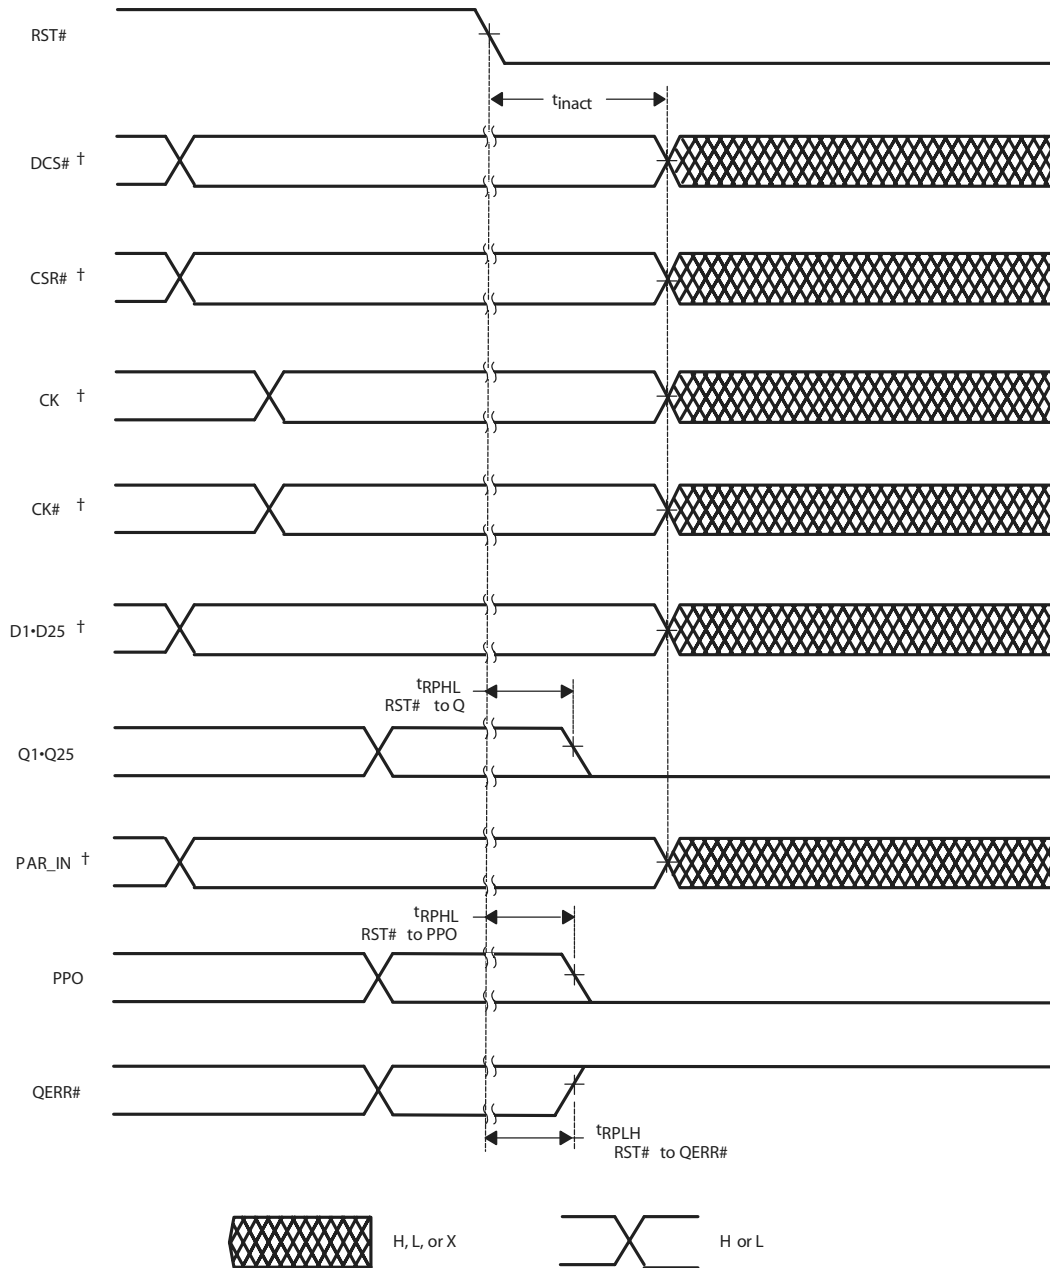 RST#
tinact
DCS# †
CSR# †
CK †
CK# †
D1•D25 †
tRPHL
RST# to Q
Q1•Q25
PAR_IN †
tRPHL
RST# to PPO
PPO
QERR#
tRPLH
RST# to QERR#
H, L, or X
H or L